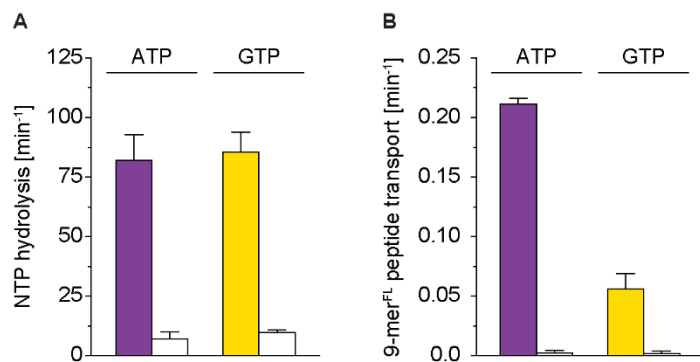 A
ATP GTP
NTP hydrolysis [min⁻¹]
125
100
75
50
25
0
B
ATP GTP
9-merᶠᴸ peptide transport [min⁻¹]
0.25
0.20
0.15
0.10
0.05
0.00